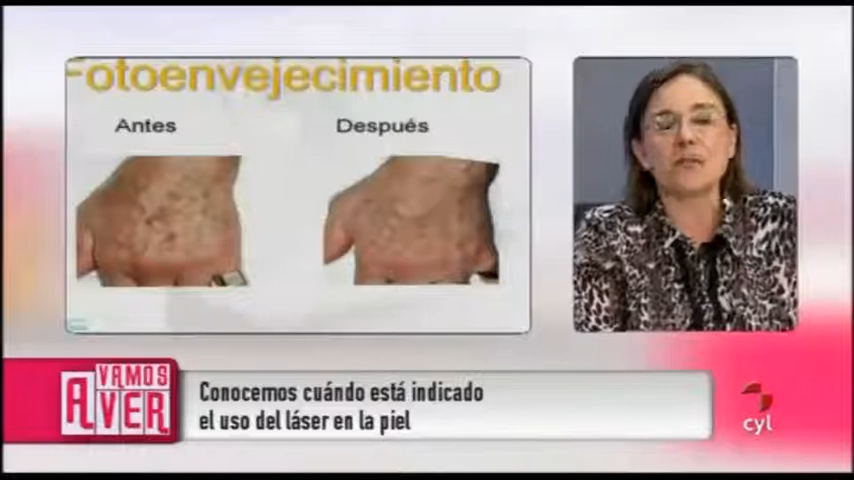 Fotoenvejecimiento
Antes
Después
VAMOS
A VER
Conocemos cuándo está indicado
el uso del láser en la piel
cyl